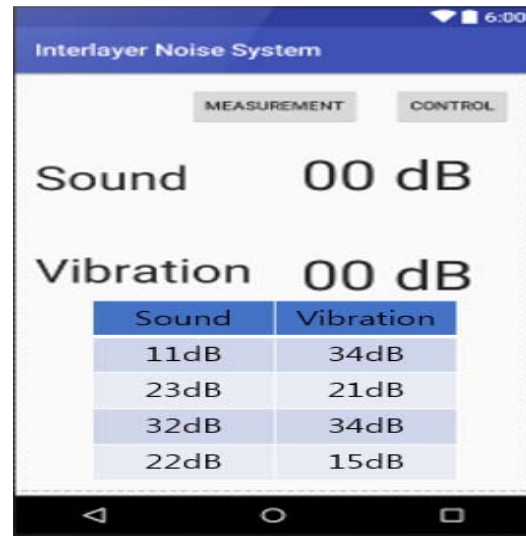 6:00
Interlayer Noise System
MEASUREMENT CONTROL
Sound 00 dB
Vibration 00 dB
Sound Vibration
11dB 34dB
23dB 21dB
32dB 34dB
22dB 15dB